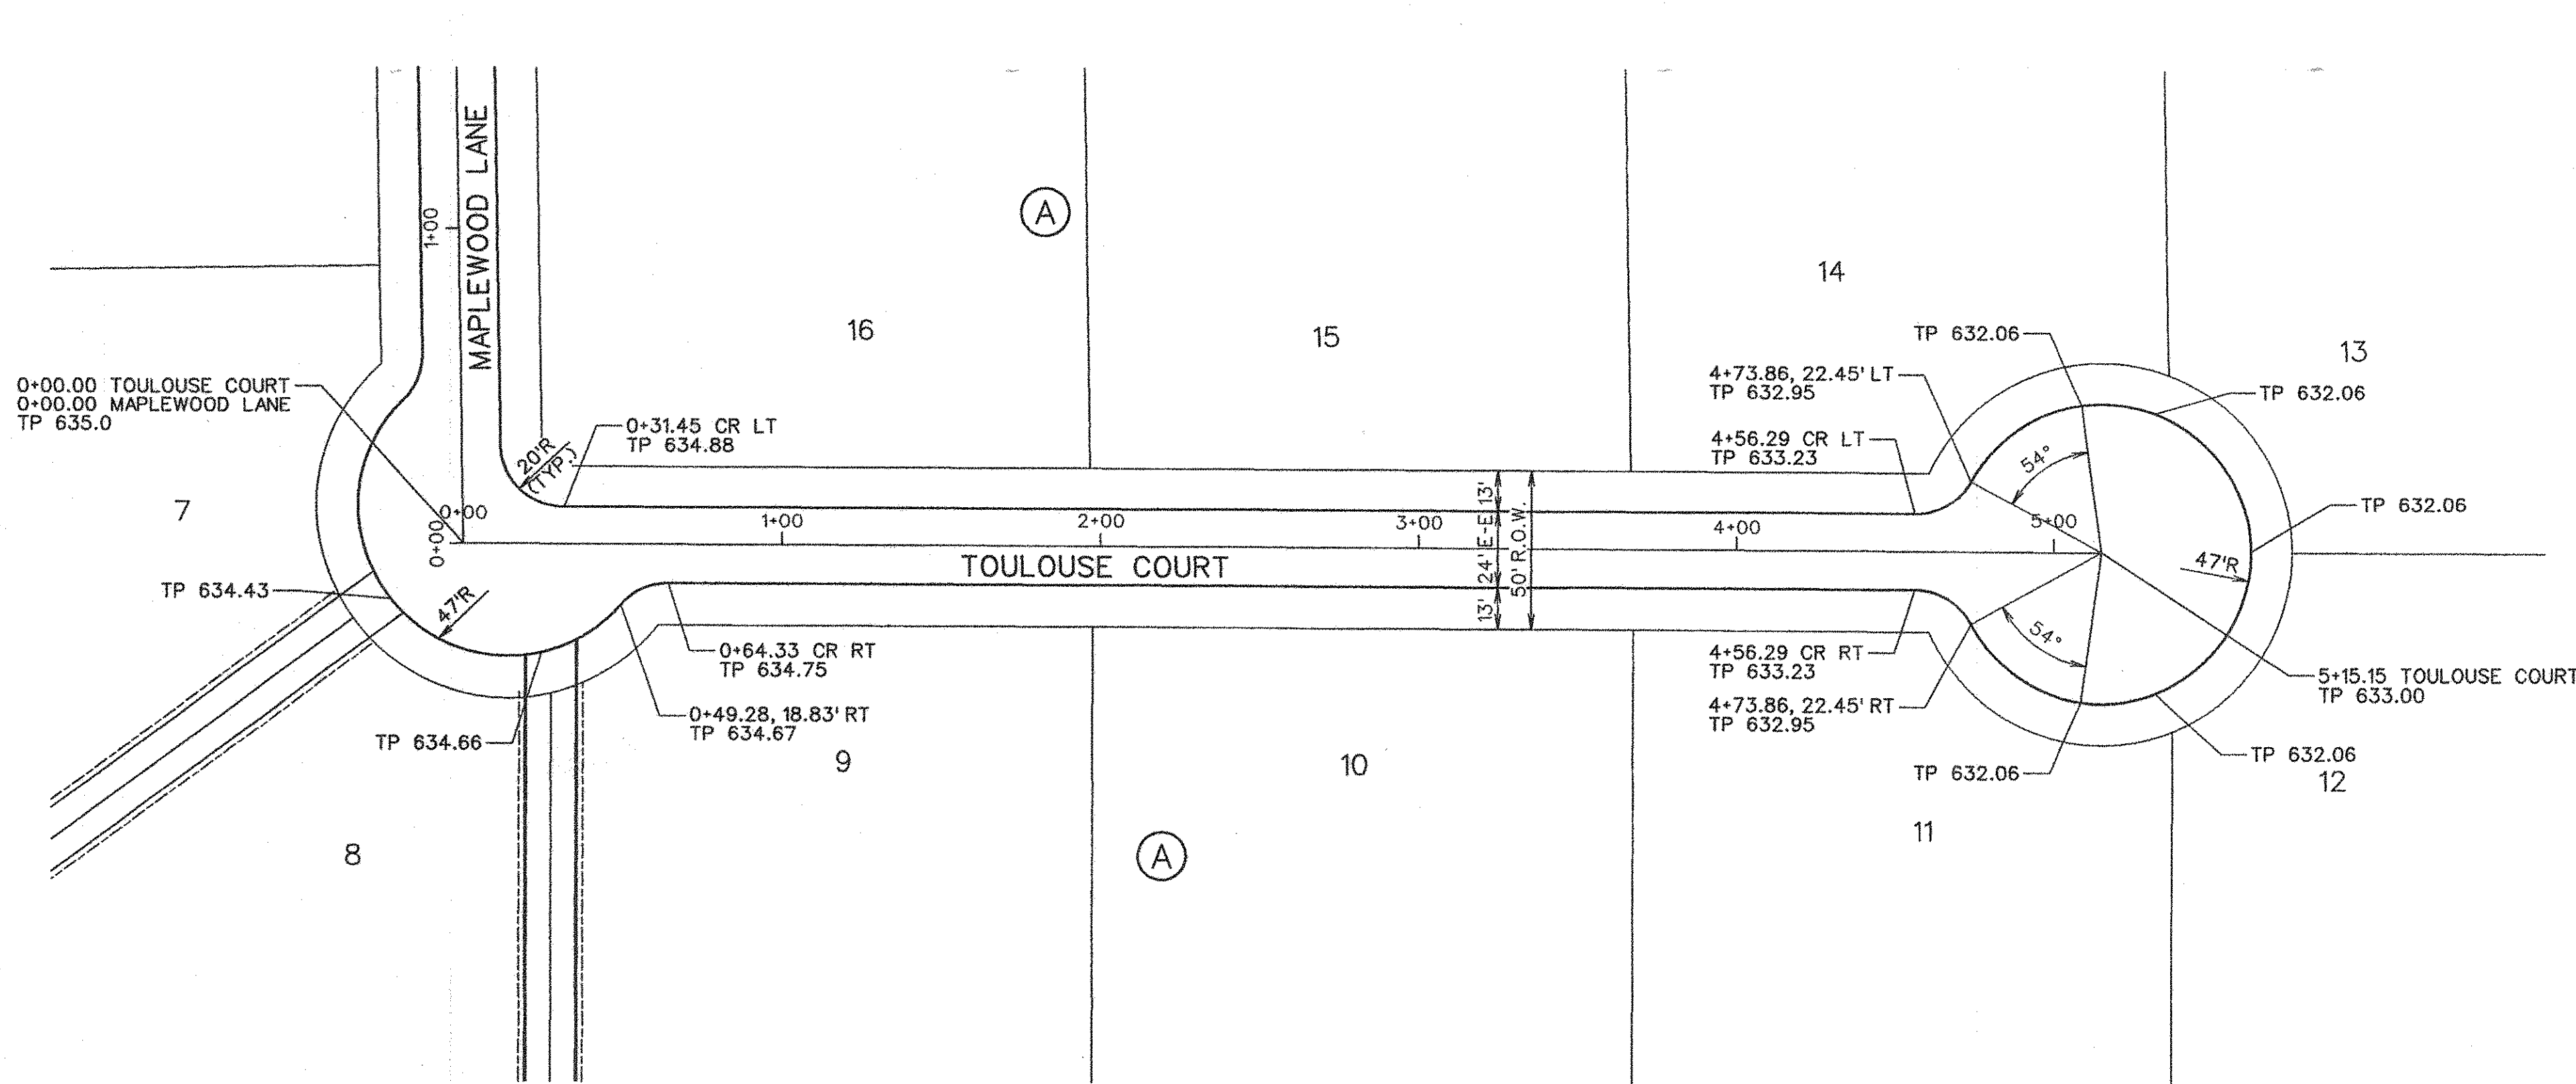 MAPLEWOOD LANE
1+00
A
14
16
15
13
TP 632.06
4+73.86, 22.45' LT
TP 632.95
0+00.00 TOULOUSE COURT
0+00.00 MAPLEWOOD LANE
TP 635.0
TP 632.06
0+31.45 CR LT
TP 634.88
4+56.29 CR LT
TP 633.23
20'R
(TYP.)
54°
7
TP 632.06
0+00
0+00
1+00
2+00
3+00
4+00
5+00
13'
24' E-E
13'
50' R.O.W.
TOULOUSE COURT
47'R
TP 634.43
47'R
54°
0+64.33 CR RT
TP 634.75
4+56.29 CR RT
TP 633.23
5+15.15 TOULOUSE COURT
TP 633.00
0+49.28, 18.83' RT
TP 634.67
4+73.86, 22.45' RT
TP 632.95
TP 634.66
TP 632.06
TP 632.06
9
10
12
11
8
A